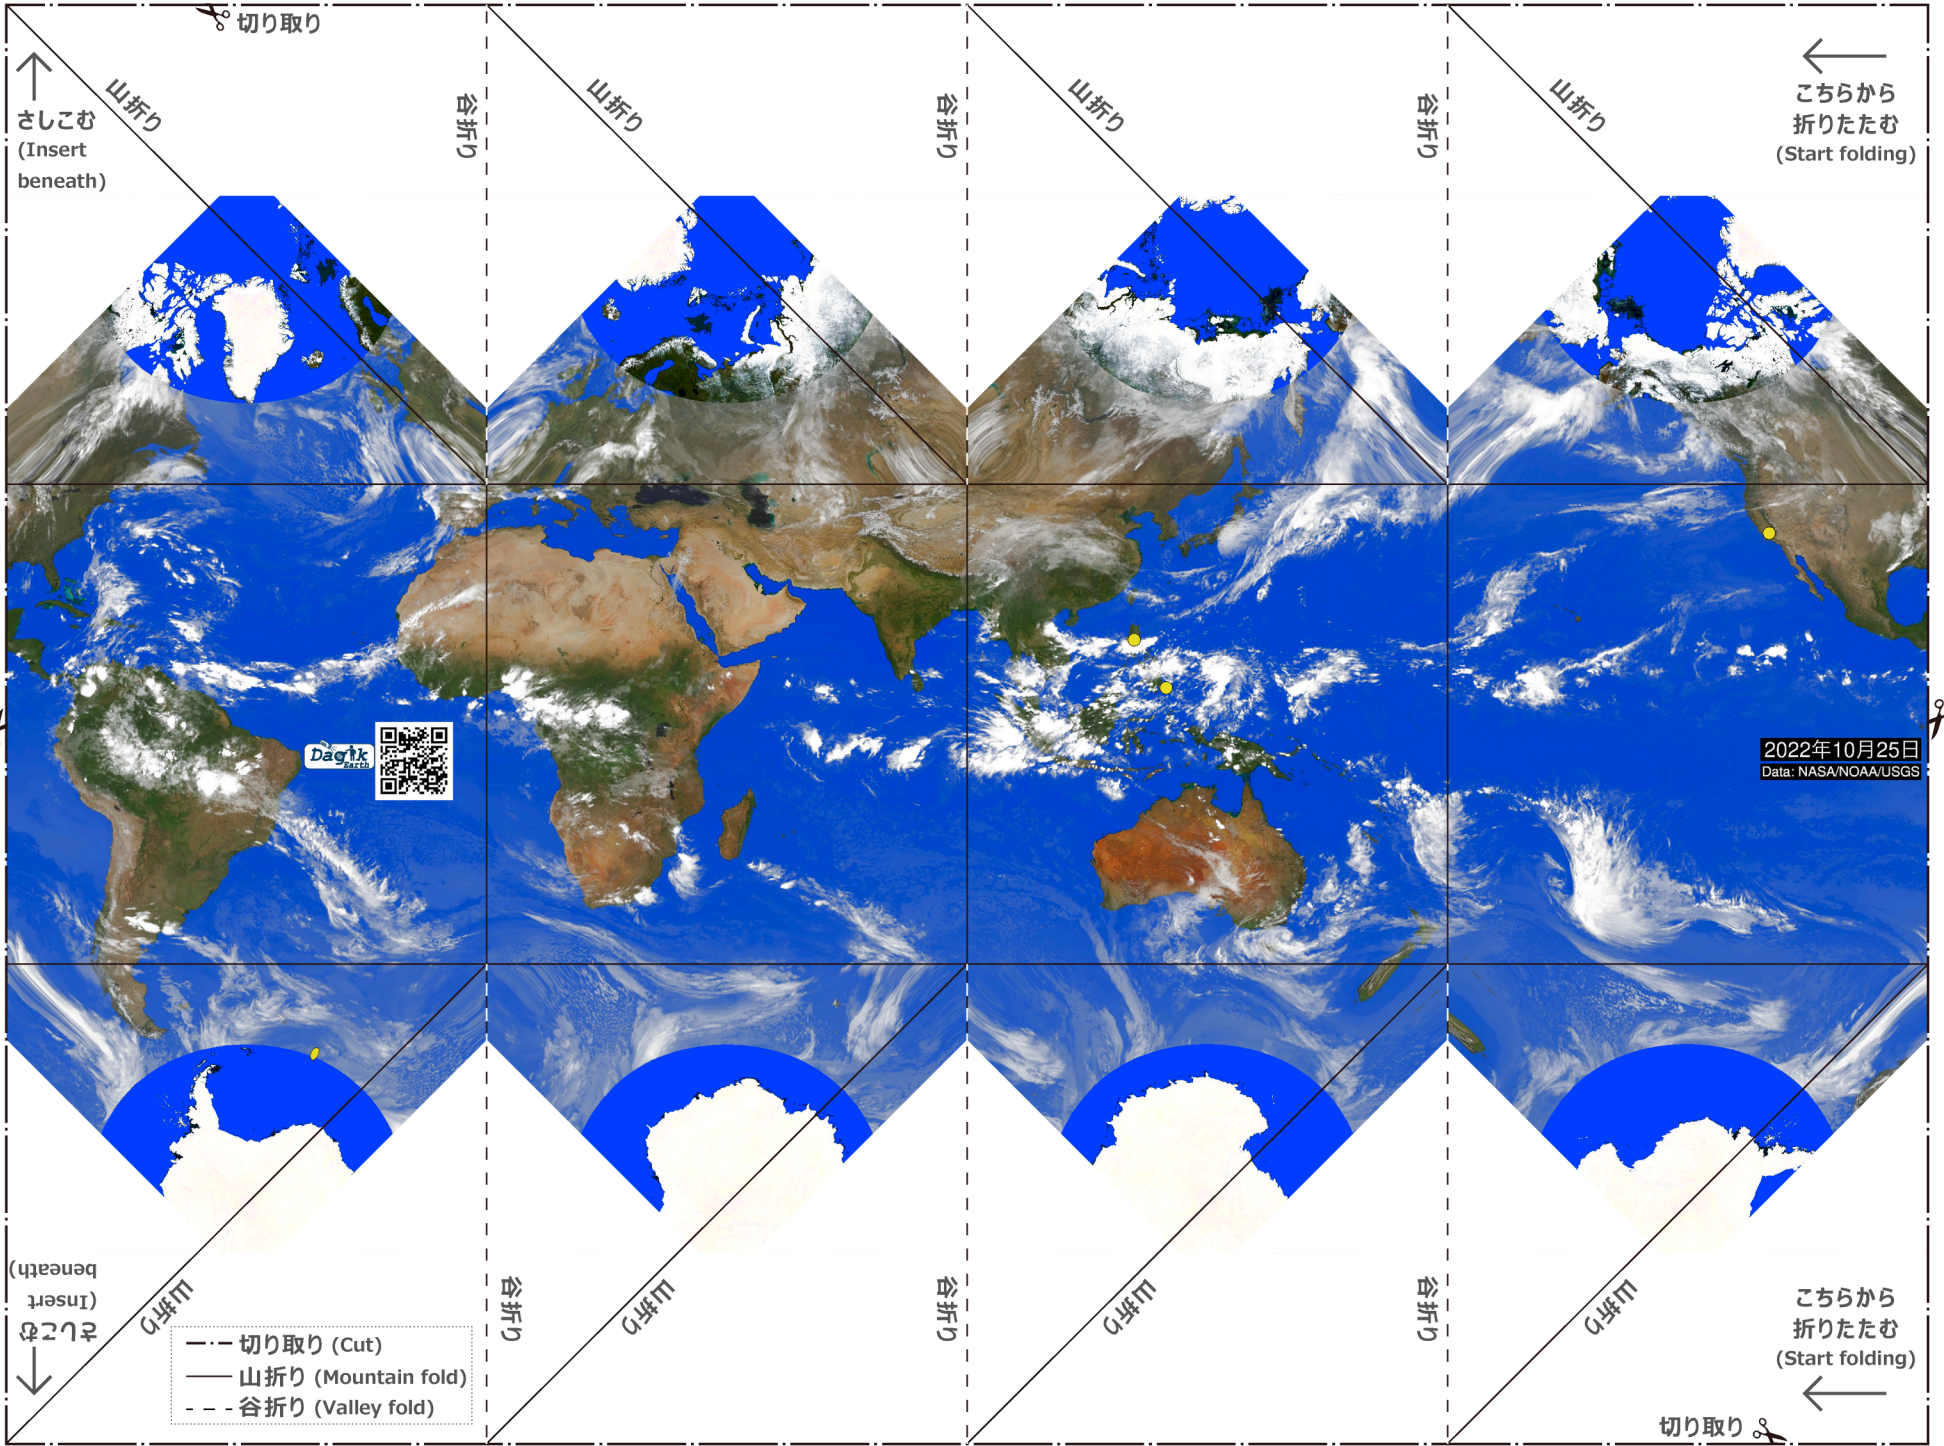 切り取り
さしこむ
(Insert
beneath)
山折り
谷折り
山折り
谷折り
山折り
谷折り
山折り
こちらから
折りたたむ
(Start folding)
Dagik
Earth
2022年10月25日
Data: NASA/NOAA/USGS
さしこむ
(Insert
beneath)
山折り
谷折り
山折り
谷折り
山折り
谷折り
山折り
こちらから
折りたたむ
(Start folding)
切り取り (Cut)
山折り (Mountain fold)
谷折り (Valley fold)
切り取り